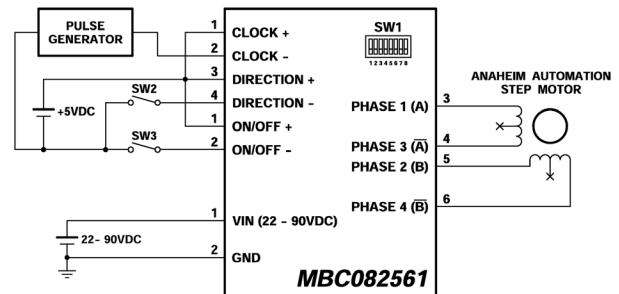 PULSE
GENERATOR
+5VDC
SW2
SW3
22- 90VDC
1 CLOCK +
2 CLOCK -
3 DIRECTION +
4 DIRECTION -
1 ON/OFF +
2 ON/OFF -
1 VIN (22 - 90VDC)
2 GND
SW1
12345678
PHASE 1 (A) 3
PHASE 3 (A̅) 4
PHASE 2 (B) 5
PHASE 4 (B̅) 6
MBC082561
ANAHEIM AUTOMATION
STEP MOTOR